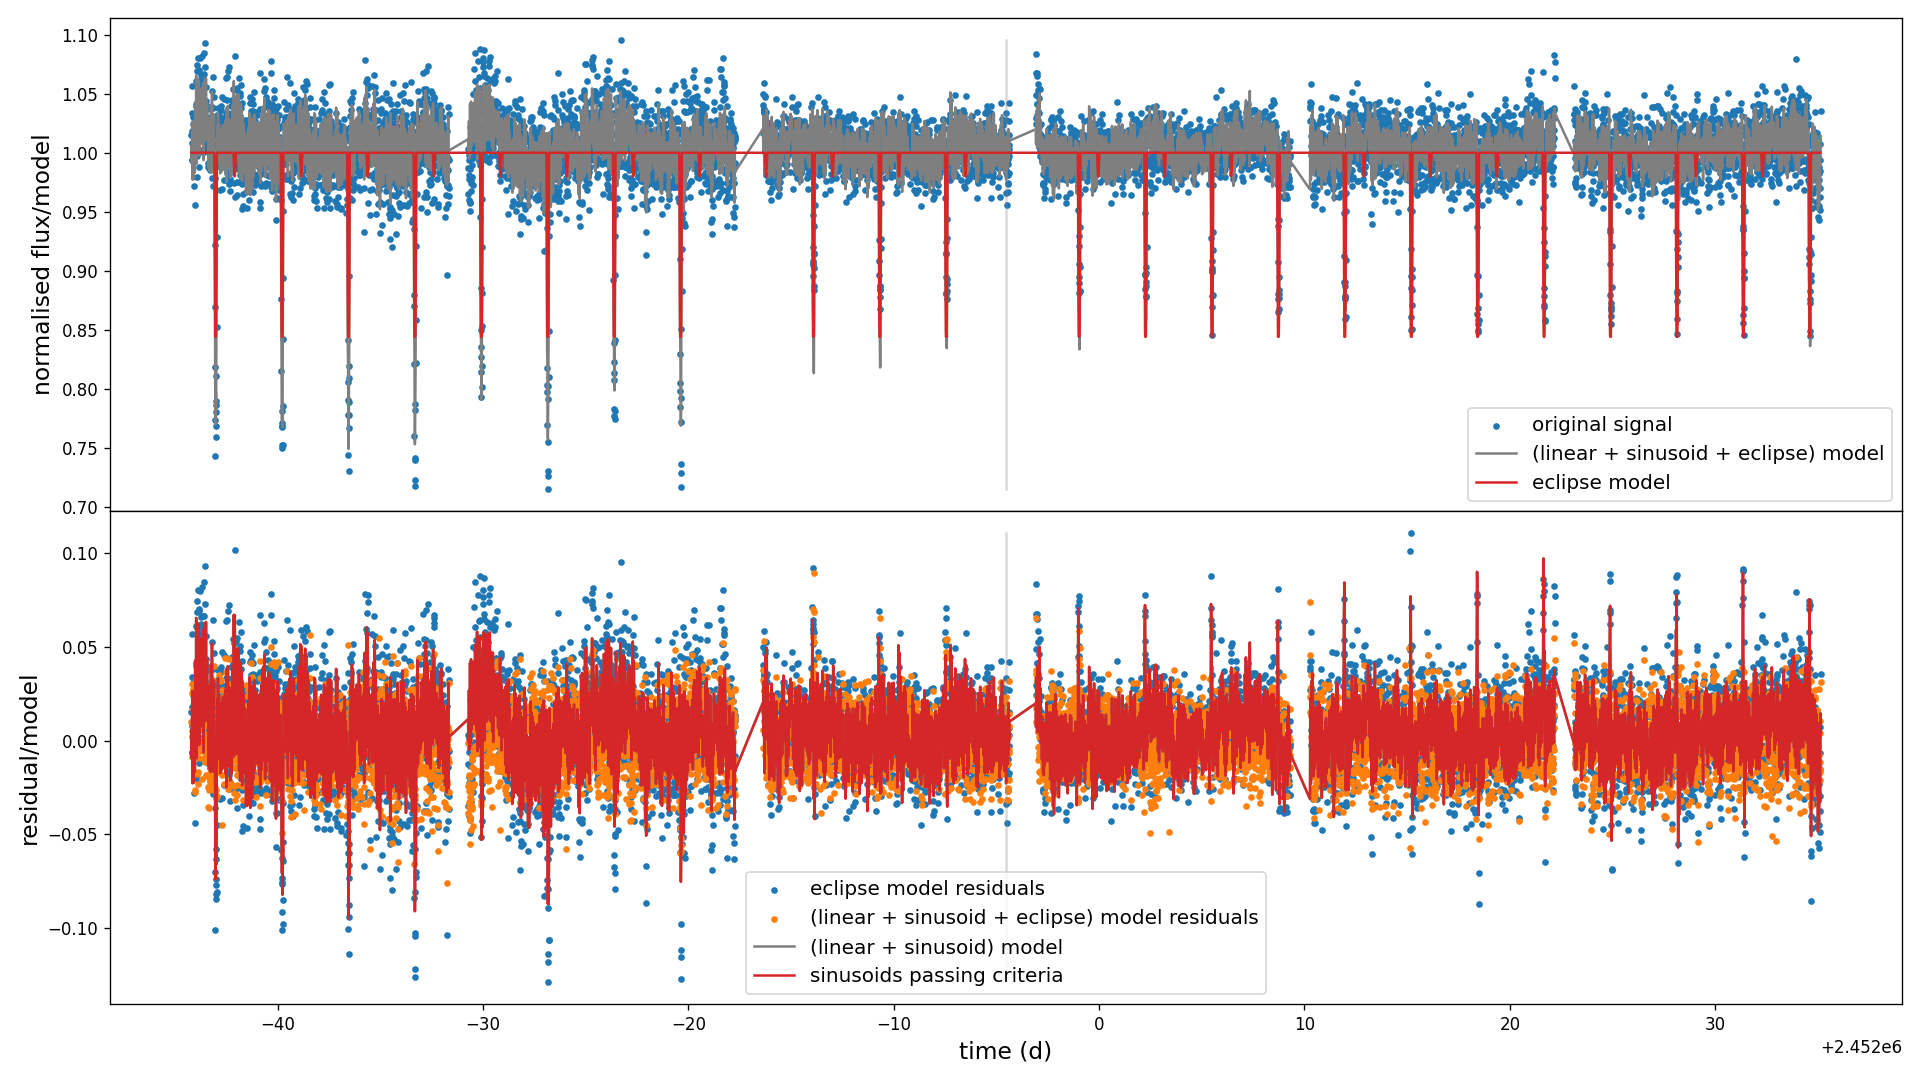 normalised flux/model
1.10
1.05
1.00
0.95
0.90
0.85
0.80
0.75
0.70
original signal
(linear + sinusoid + eclipse) model
eclipse model
residual/model
0.10
0.05
0.00
−0.05
−0.10
eclipse model residuals
(linear + sinusoid + eclipse) model residuals
(linear + sinusoid) model
sinusoids passing criteria
−40 −30 −20 −10 0 10 20 30
time (d)
+2.452e6